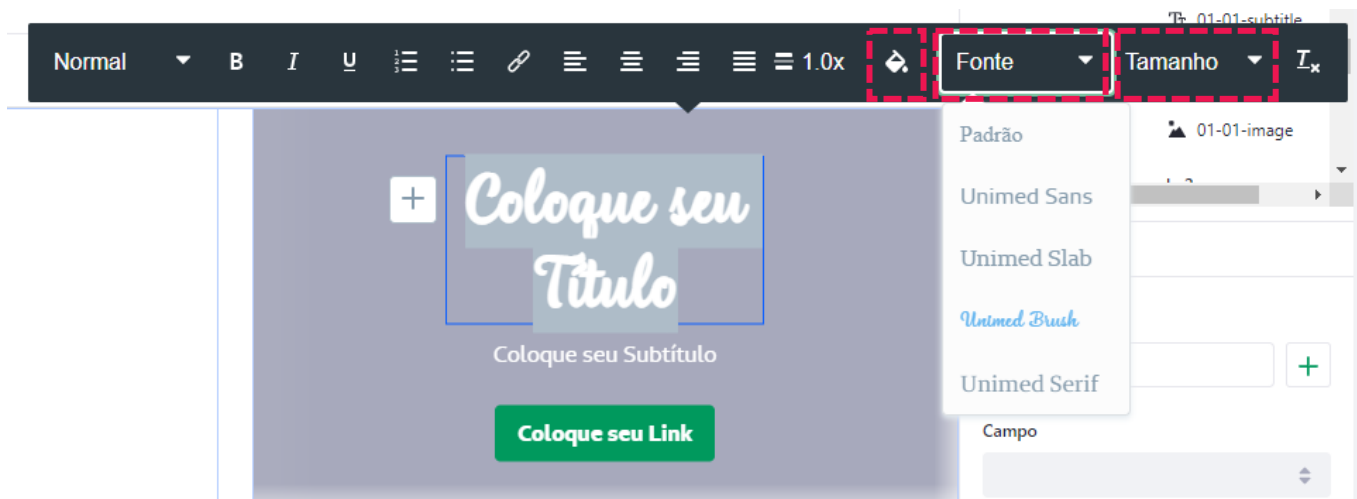 01-01-subtitle
Normal B I U 1.0x Fonte Tamanho
Padrão
01-01-image
Unimed Sans
Coloque seu
Título
Unimed Slab
Unimed Brush
Coloque seu Subtítulo
Unimed Serif
Coloque seu Link
Campo